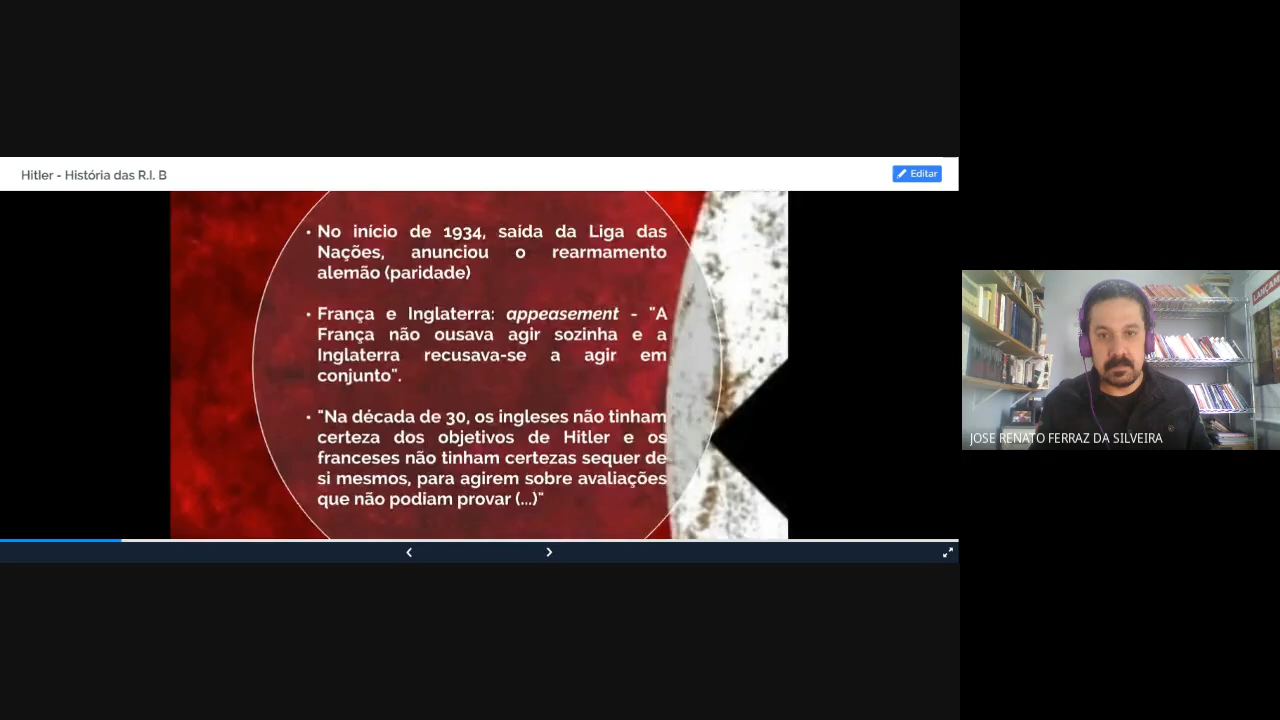 Hitler - História das R.I. B
Editar
• No início de 1934, saída da Liga das
Nações, anunciou o rearmamento
alemão (paridade)
• França e Inglaterra: appeasement - "A
França não ousava agir sozinha e a
Inglaterra recusava-se a agir em
conjunto".
• "Na década de 30, os ingleses não tinham
certeza dos objetivos de Hitler e os
franceses não tinham certezas sequer de
si mesmos, para agirem sobre avaliações
que não podiam provar (...)"
JOSE RENATO FERRAZ DA SILVEIRA